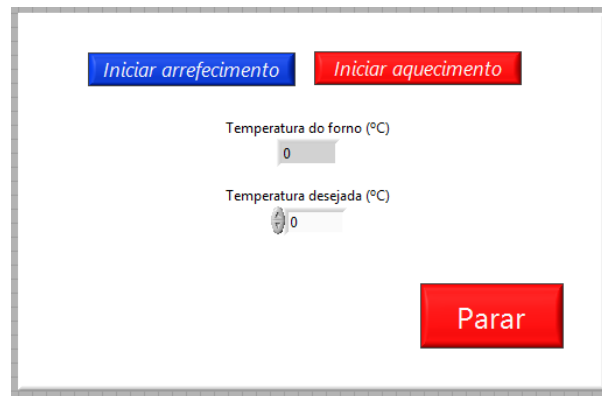 Iniciar arrefecimento
Iniciar aquecimento
Temperatura do forno (ºC)
0
Temperatura desejada (ºC)
0
Parar